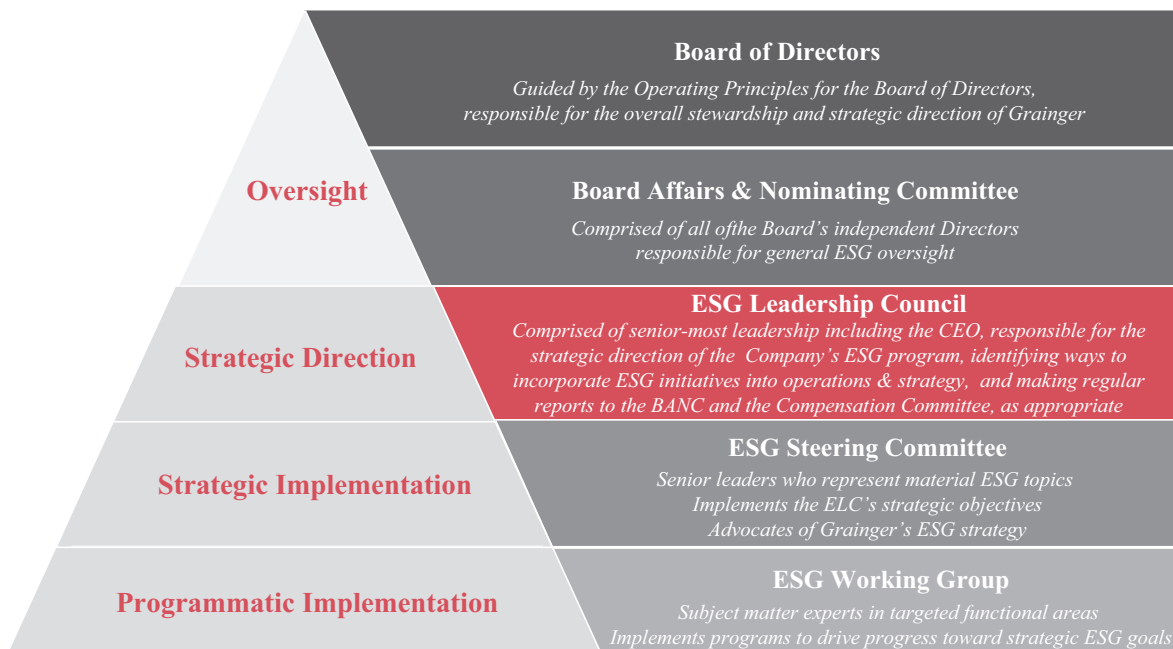 Board of Directors
Guided by the Operating Principles for the Board of Directors,
responsible for the overall stewardship and strategic direction of Grainger
Oversight
Board Affairs & Nominating Committee
Comprised of all ofthe Board's independent Directors
responsible for general ESG oversight
Strategic Direction
ESG Leadership Council
Comprised of senior-most leadership including the CEO, responsible for the
strategic direction of the Company's ESG program, identifying ways to
incorporate ESG initiatives into operations & strategy, and making regular
reports to the BANC and the Compensation Committee, as appropriate
Strategic Implementation
ESG Steering Committee
Senior leaders who represent material ESG topics
Implements the ELC's strategic objectives
Advocates of Grainger's ESG strategy
Programmatic Implementation
ESG Working Group
Subject matter experts in targeted functional areas
Implements programs to drive progress toward strategic ESG goals